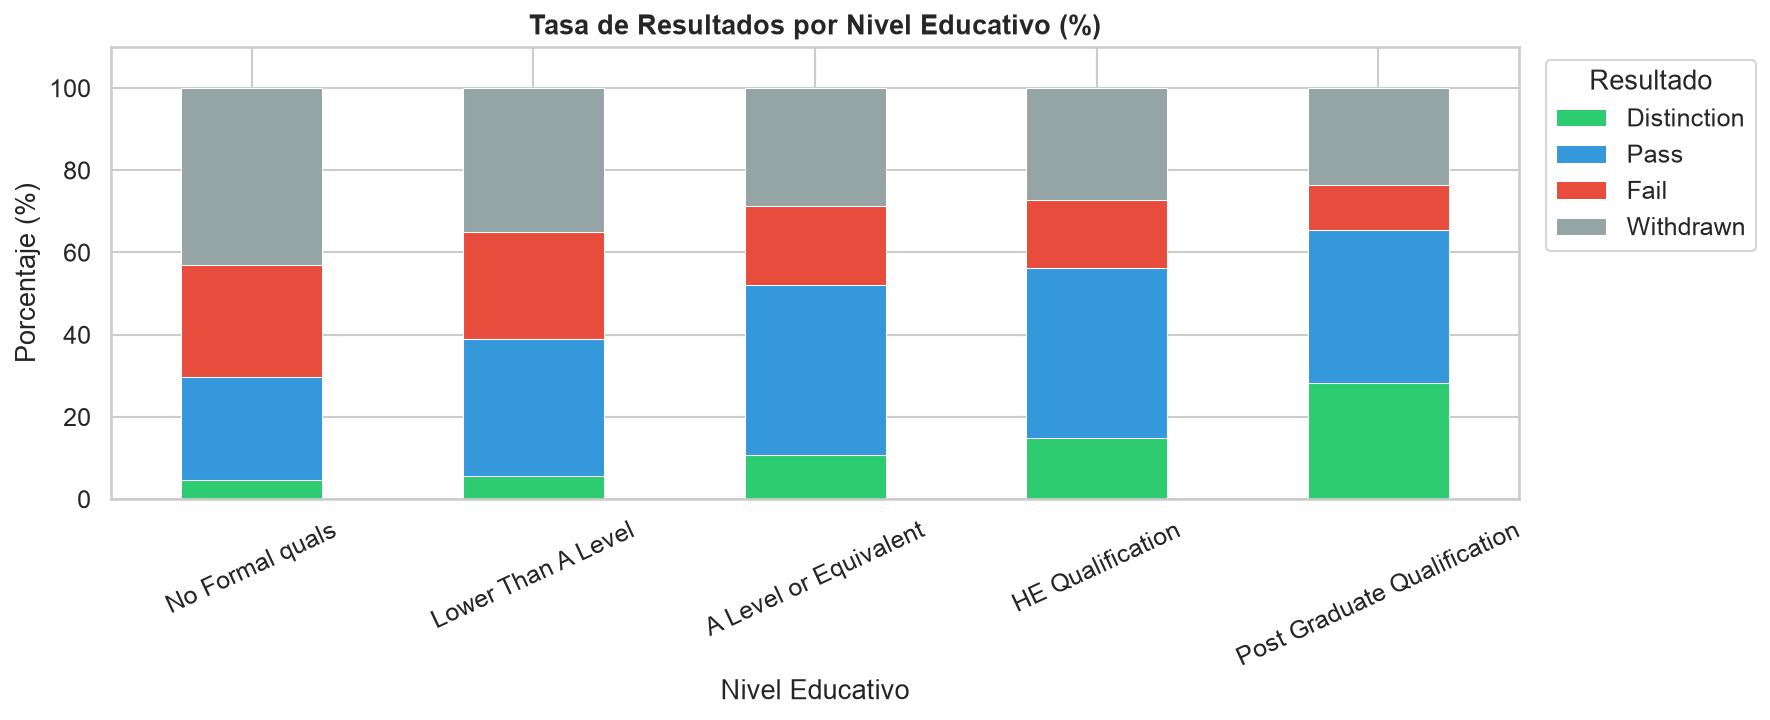 Tasa de Resultados por Nivel Educativo (%)
Porcentaje (%)
100
80
60
40
20
0
No Formal quals
Lower Than A Level
A Level or Equivalent
HE Qualification
Post Graduate Qualification
Nivel Educativo
Resultado
Distinction
Pass
Fail
Withdrawn